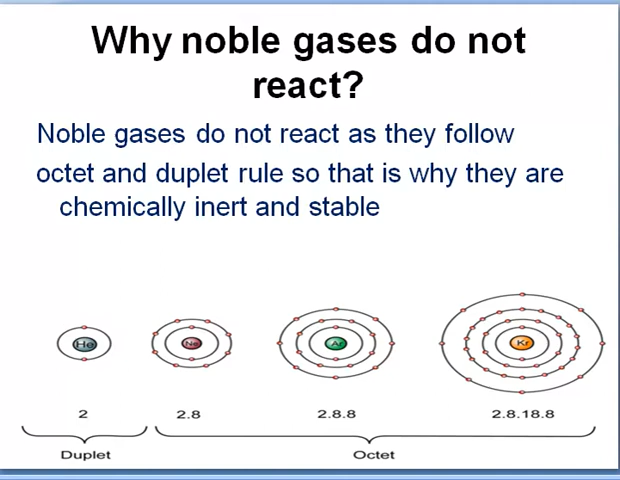 Why noble gases do not
react?
Noble gases do not react as they follow
octet and duplet rule so that is why they are
chemically inert and stable
He
Ne
Ar
Kr
2
2.8
2.8.8
2.8.18.8
Duplet
Octet